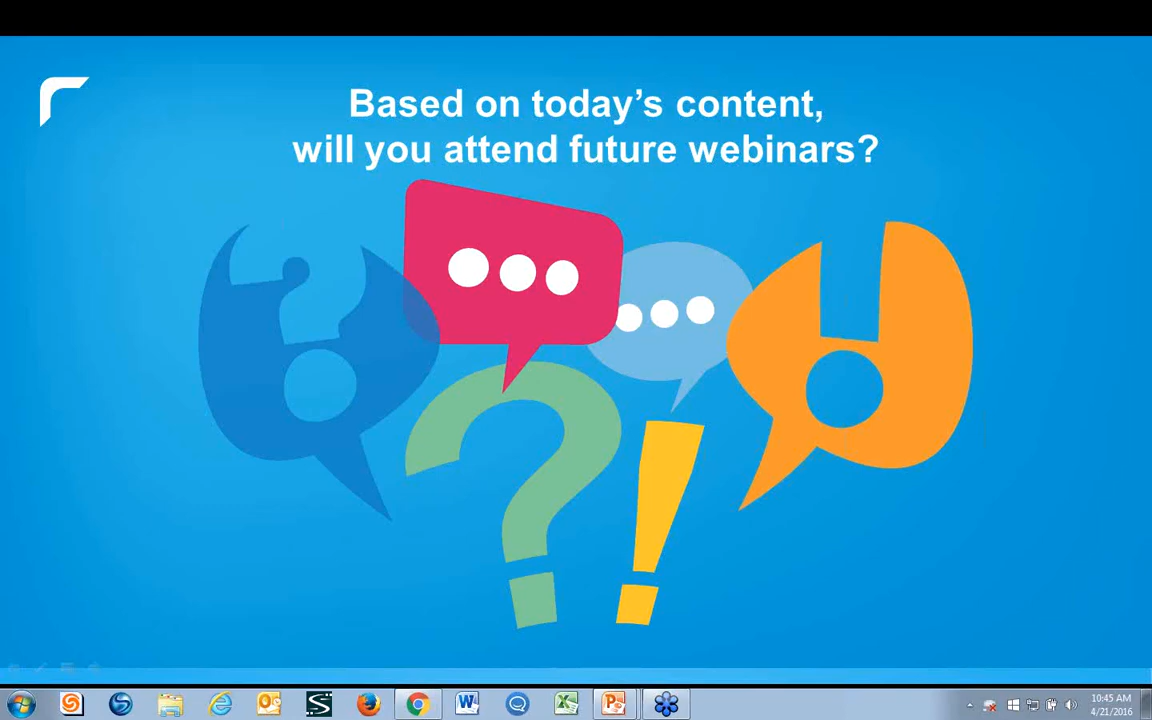 Based on today’s content,
will you attend future webinars?
10:45 AM
4/21/2016